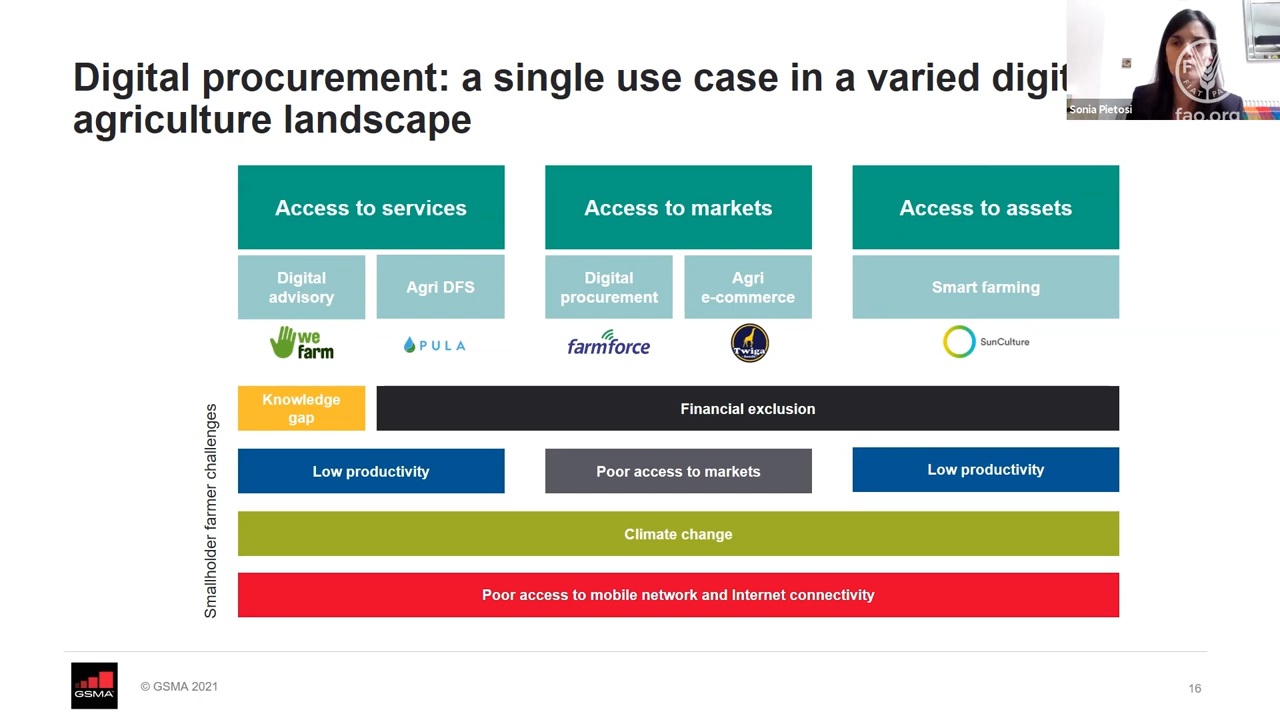 Digital procurement: a single use case in a varied digit
agriculture landscape
Sonia Pietosi
fao.org
FIAT PA
Access to services
Access to markets
Access to assets
Digital
advisory
Agri DFS
Digital
procurement
Agri
e-commerce
Smart farming
we
farm
PULA
farmforce
Twiga
SunCulture
Smallholder farmer challenges
Knowledge
gap
Financial exclusion
Low productivity
Poor access to markets
Low productivity
Climate change
Poor access to mobile network and Internet connectivity
GSMA
© GSMA 2021
16